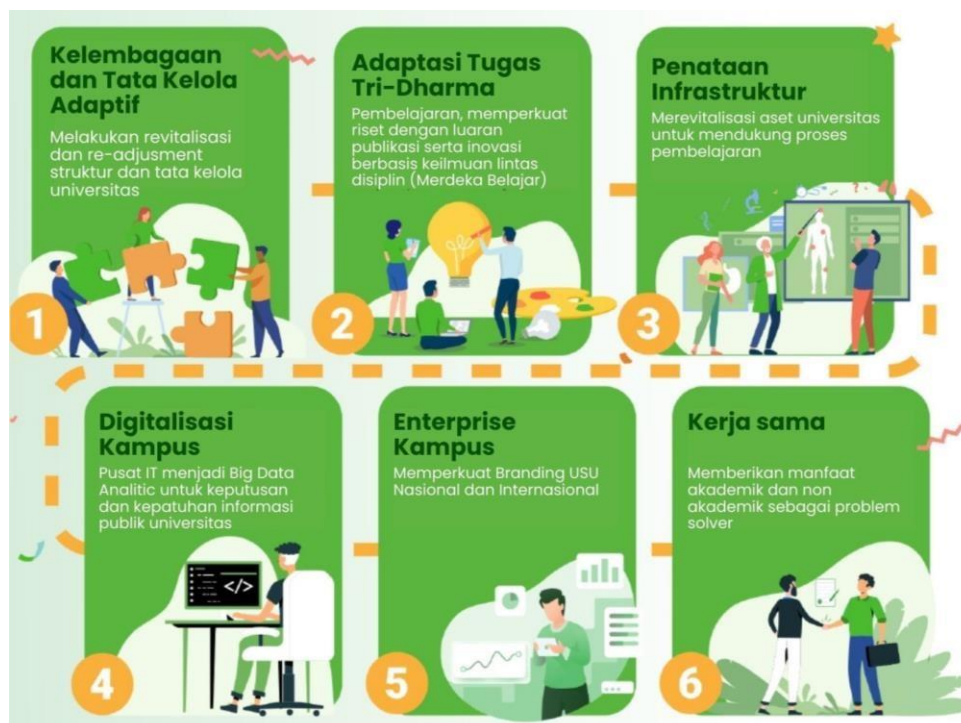 Kelembagaan
dan Tata Kelola
Adaptif
Melakukan revitalisasi
dan re-adjusment
struktur dan tata kelola
universitas
1
Adaptasi Tugas
Tri-Dharma
Pembelajaran, memperkuat
riset dengan luaran
publikasi serta inovasi
berbasis keilmuan lintas
disiplin (Merdeka Belajar)
2
Penataan
Infrastruktur
Merevitalisasi aset universitas
untuk mendukung proses
pembelajaran
3
Digitalisasi
Kampus
Pusat IT menjadi Big Data
Analitic untuk keputusan
dan kepatuhan informasi
publik universitas
</>
4
Enterprise
Kampus
Memperkuat Branding USU
Nasional dan Internasional
5
Kerja sama
Memberikan manfaat
akademik dan non
akademik sebagai problem
solver
6